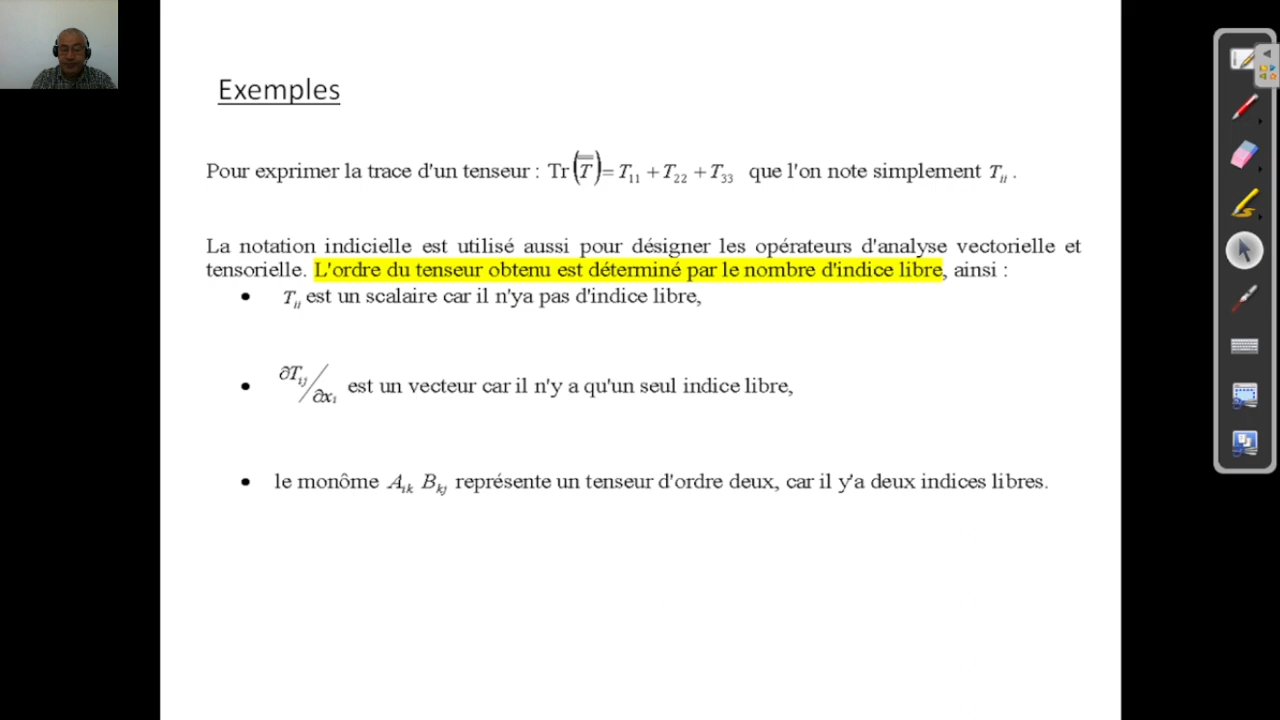 Exemples
Pour exprimer la trace d'un tenseur : Tr(T̿)= T₁₁ + T₂₂ + T₃₃ que l'on note simplement Tᵢᵢ .
La notation indicielle est utilisé aussi pour désigner les opérateurs d'analyse vectorielle et
tensorielle. L'ordre du tenseur obtenu est déterminé par le nombre d'indice libre, ainsi :
• Tᵢᵢ est un scalaire car il n'ya pas d'indice libre,
• ∂Tᵢⱼ/∂xᵢ est un vecteur car il n'y a qu'un seul indice libre,
• le monôme Aᵢₖ Bₖⱼ représente un tenseur d'ordre deux, car il y'a deux indices libres.